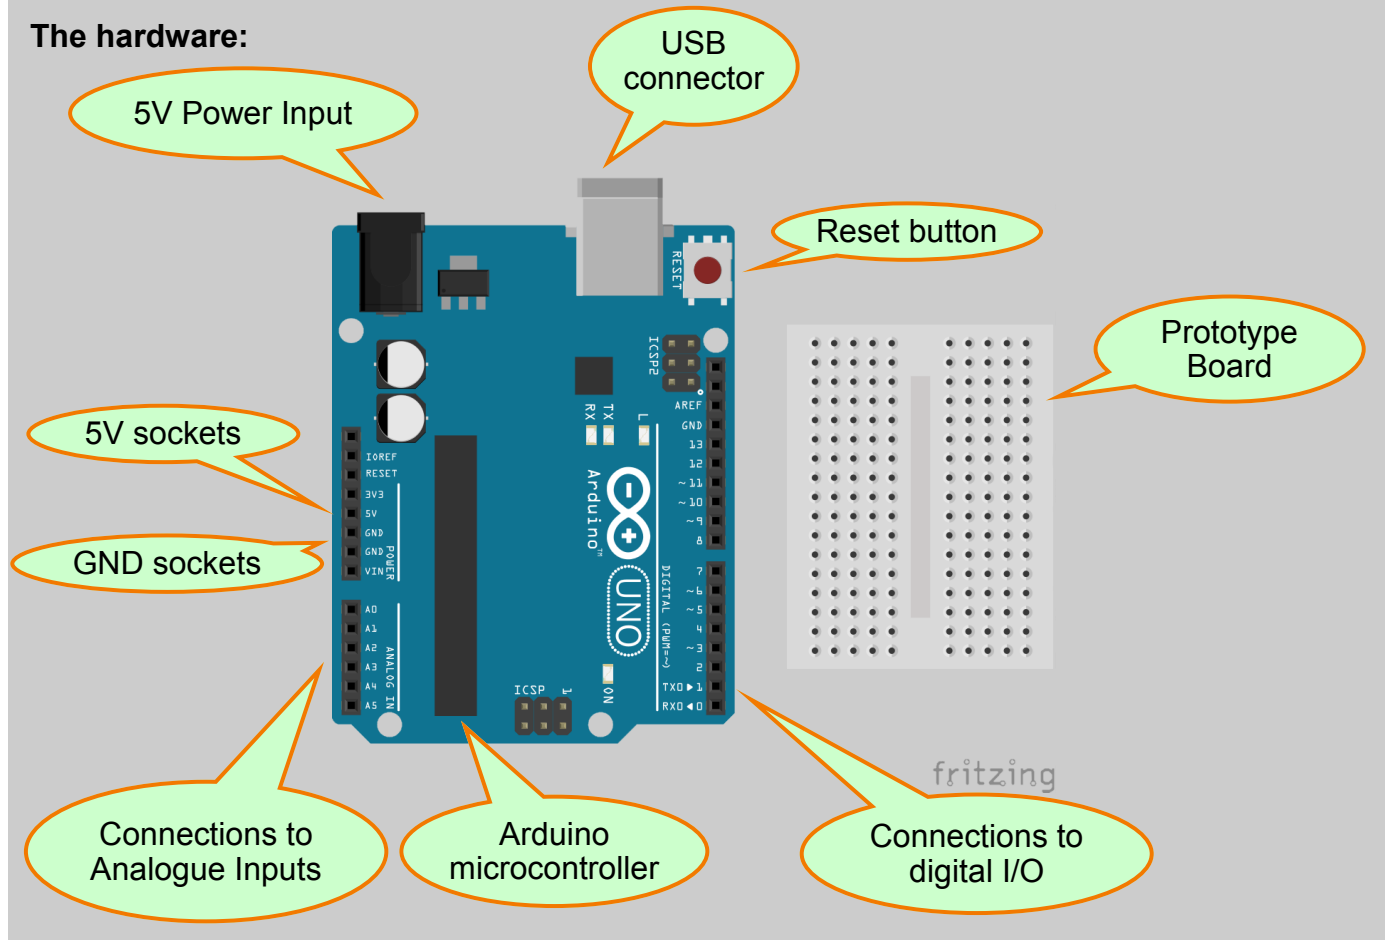 The hardware:
USB
connector
5V Power Input
Reset button
RESET
Prototype
Board
ICSP2
AREF
GND
13
12
~11
~10
~9
8
TX
RX
L
5V sockets
IOREF
RESET
3V3
5V
GND
GND
VIN
POWER
GND sockets
Arduino™
UNO
DIGITAL (PWM=~)
7
~6
~5
4
~3
2
TX0▶1
RX0◀0
A0
A1
A2
A3
A4
A5
ANALOG IN
ICSP
1
ON
fritzing
Connections to
Analogue Inputs
Arduino
microcontroller
Connections to
digital I/O